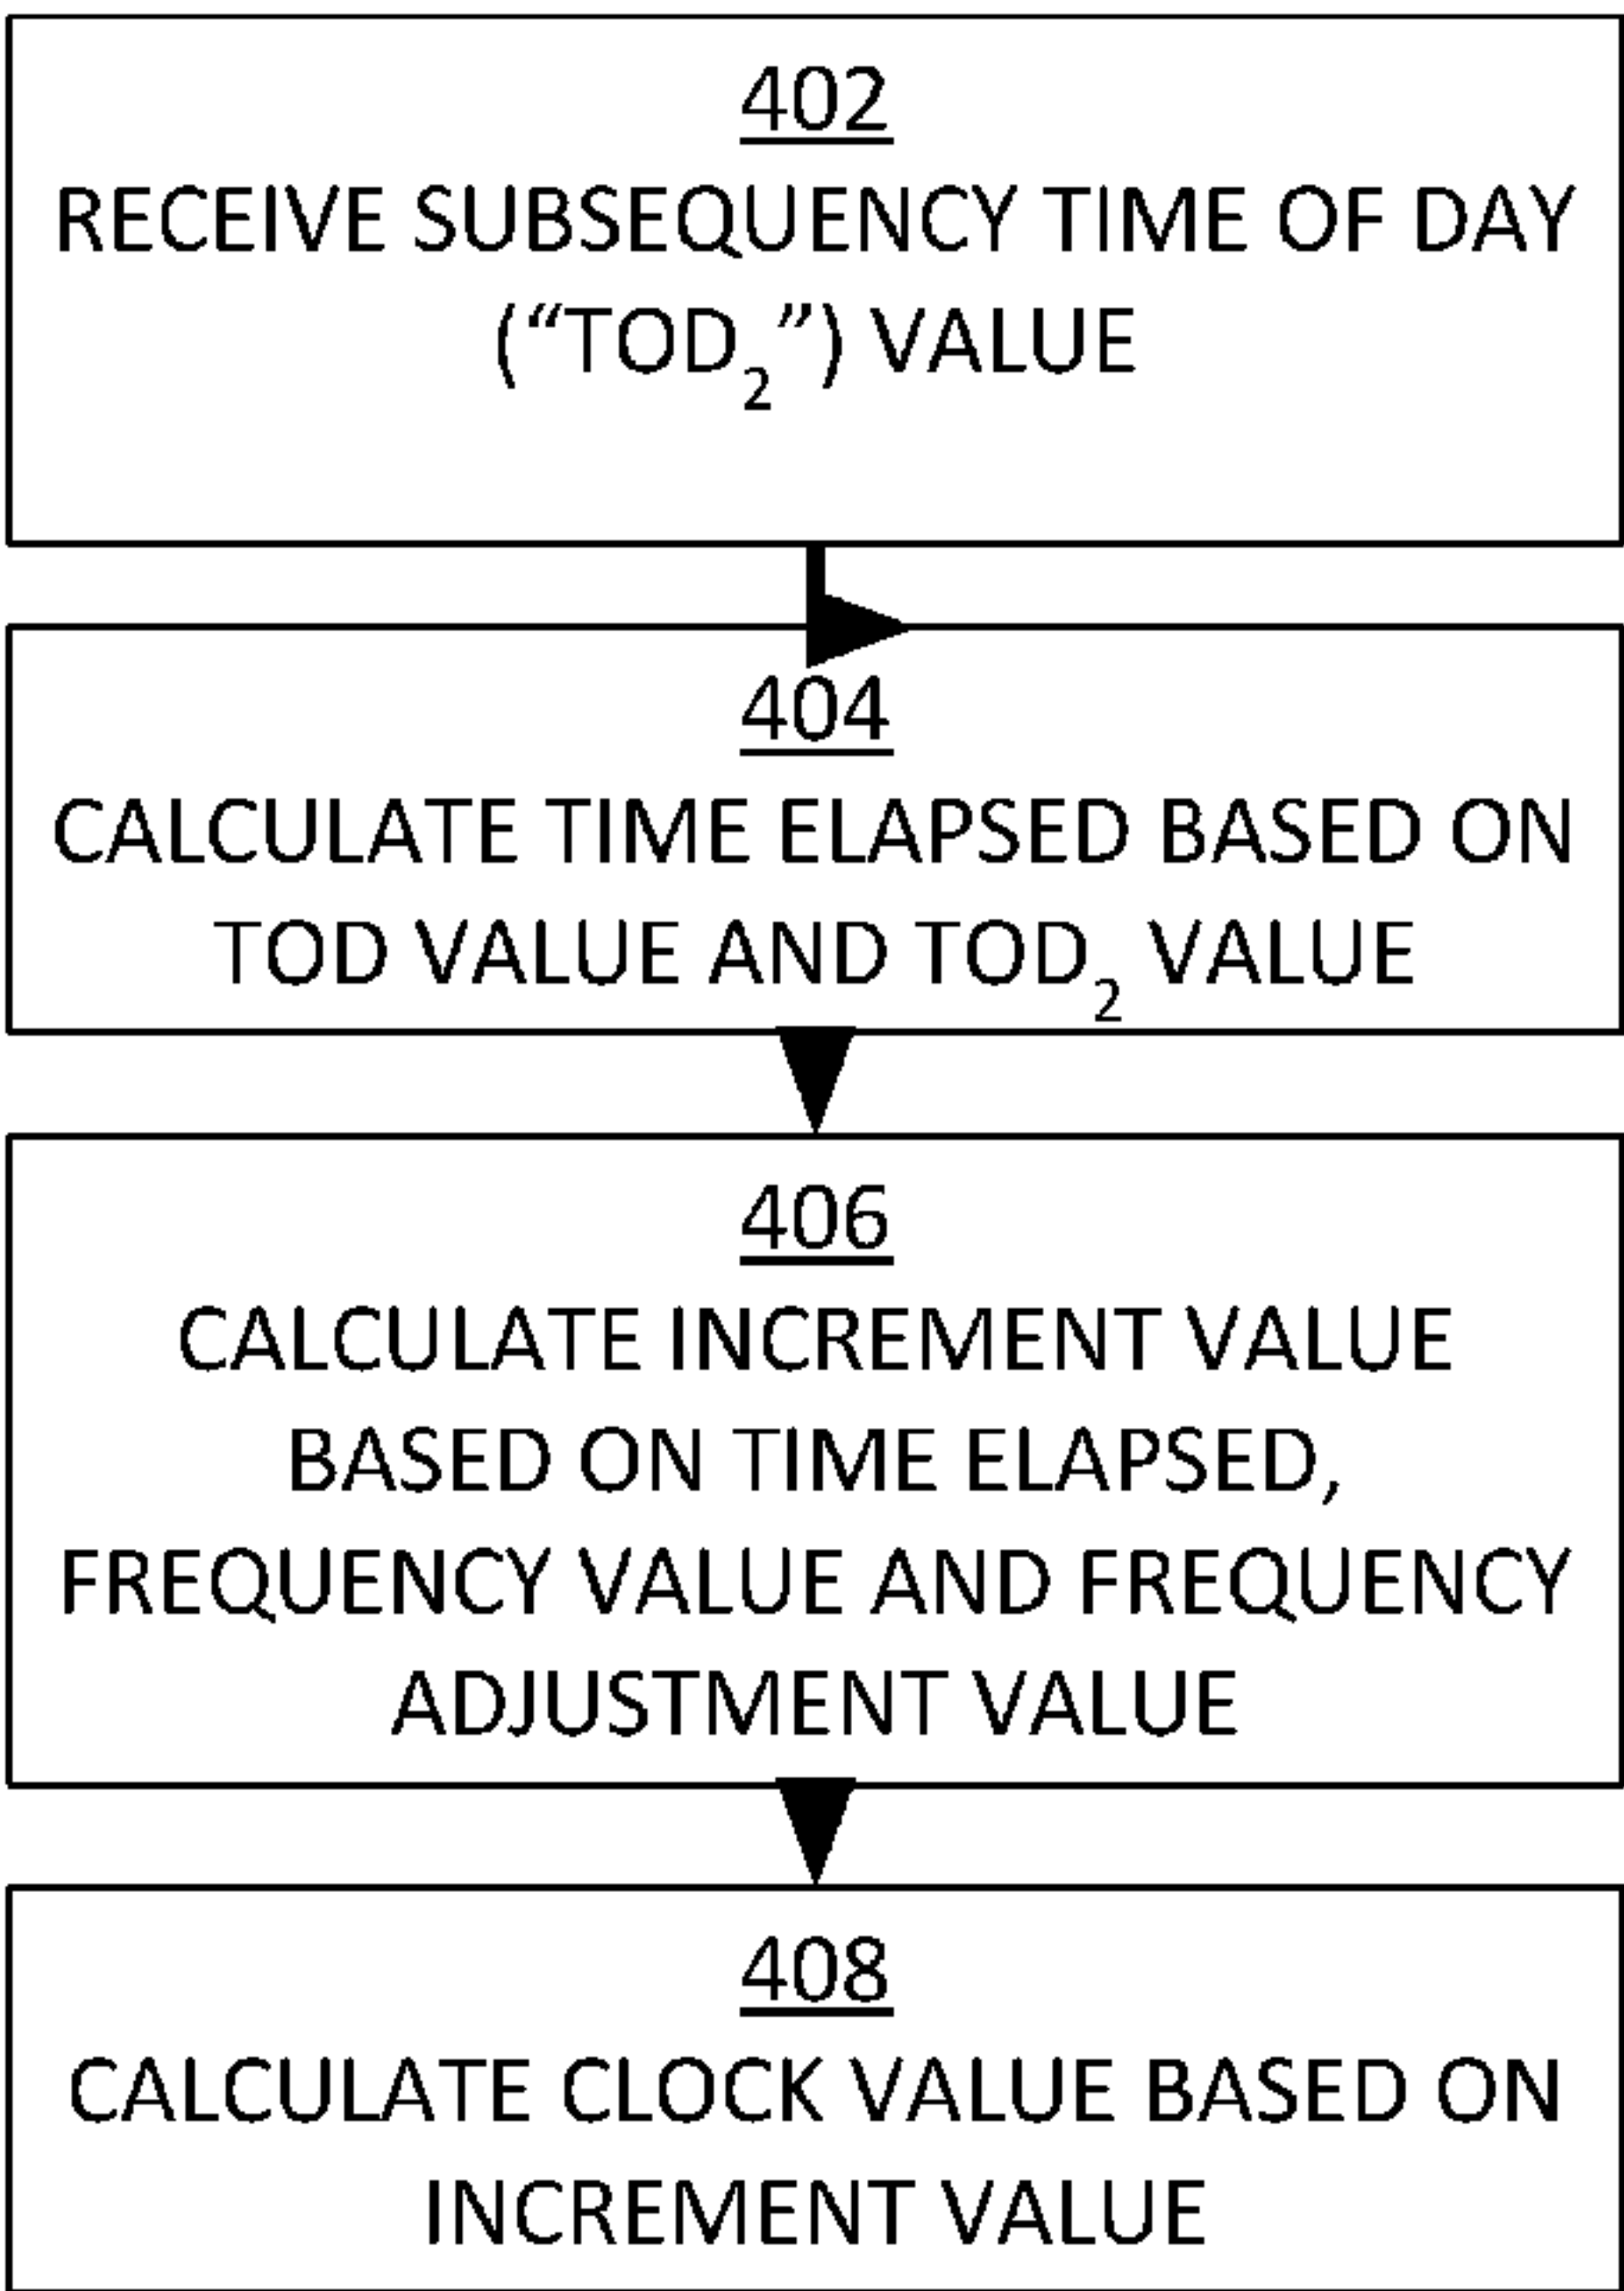 402
RECEIVE SUBSEQUENCY TIME OF DAY
(“TOD₂”) VALUE
404
CALCULATE TIME ELAPSED BASED ON
TOD VALUE AND TOD₂ VALUE
406
CALCULATE INCREMENT VALUE
BASED ON TIME ELAPSED,
FREQUENCY VALUE AND FREQUENCY
ADJUSTMENT VALUE
408
CALCULATE CLOCK VALUE BASED ON
INCREMENT VALUE